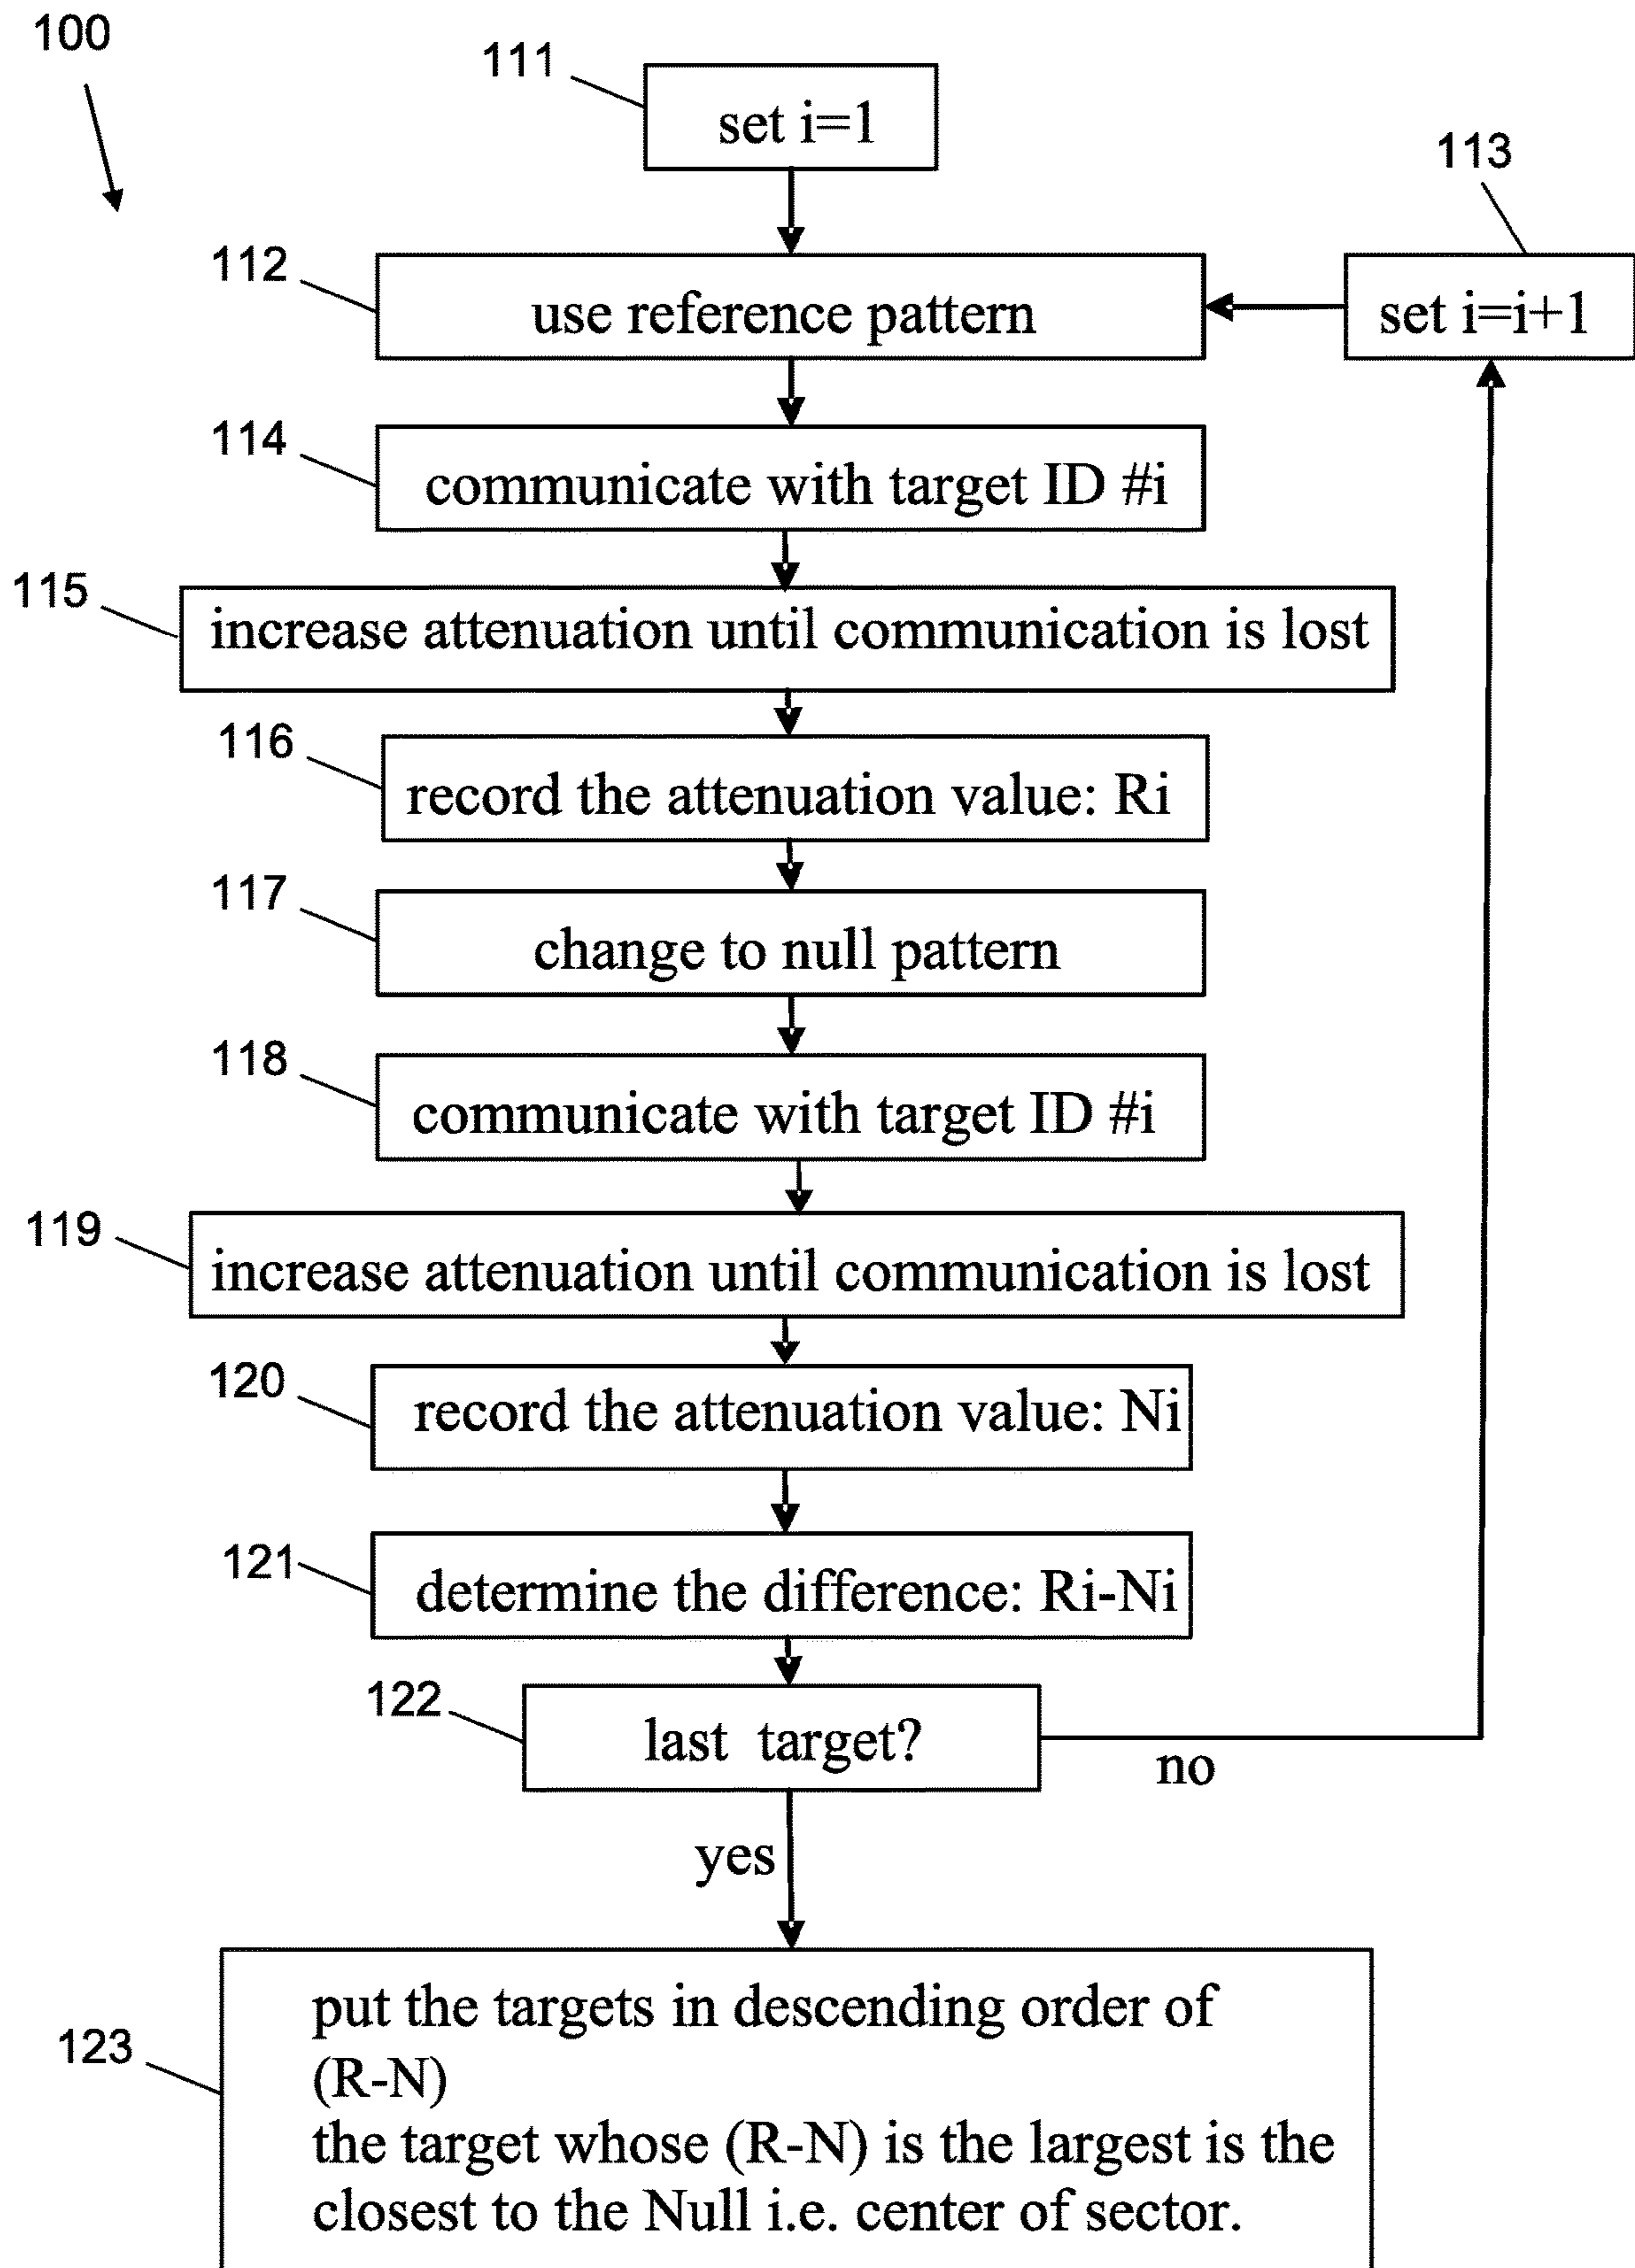 100
111
set i=1
113
112
use reference pattern
set i=i+1
114
communicate with target ID #i
115
increase attenuation until communication is lost
116
record the attenuation value: Ri
117
change to null pattern
118
communicate with target ID #i
119
increase attenuation until communication is lost
120
record the attenuation value: Ni
121
determine the difference: Ri-Ni
122
last target?
no
yes
123
put the targets in descending order of
(R-N)
the target whose (R-N) is the largest is the
closest to the Null i.e. center of sector.